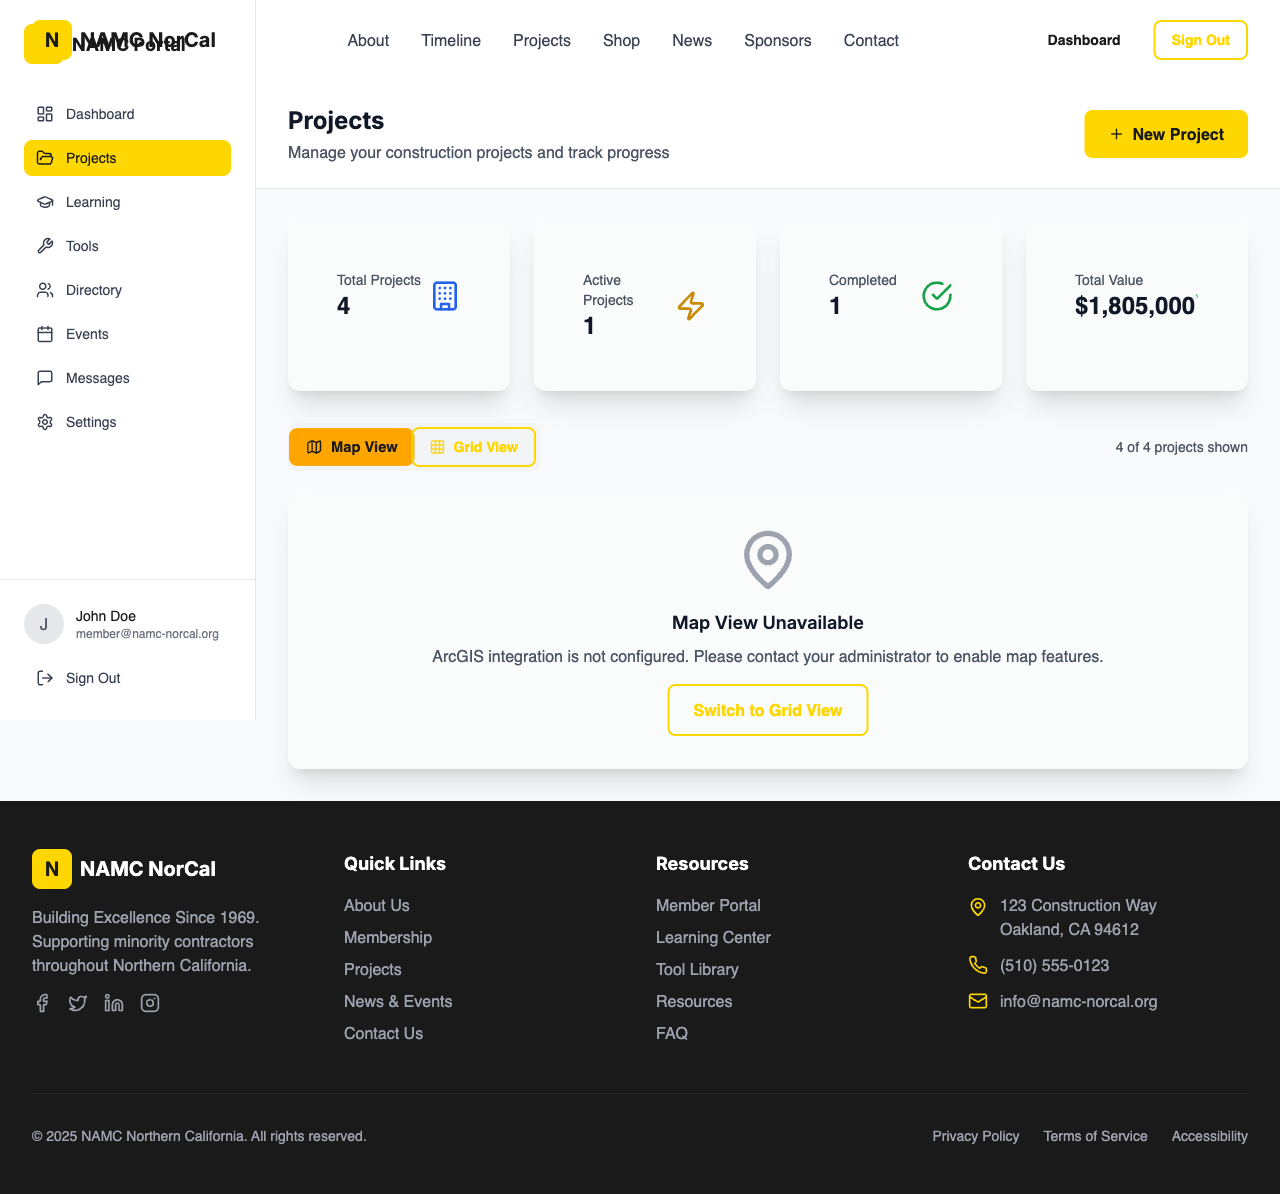 N NAMC NorCal
NAMC Portal
About Timeline Projects Shop News Sponsors Contact
Dashboard Sign Out
Dashboard
Projects
Learning
Tools
Directory
Events
Messages
Settings
John Doe
J
member@namc-norcal.org
Sign Out
Projects
Manage your construction projects and track progress
New Project
Total Projects
4
Active
Projects
1
Completed
1
Total Value
$1,805,000
Map View Grid View
4 of 4 projects shown
Map View Unavailable
ArcGIS integration is not configured. Please contact your administrator to enable map features.
Switch to Grid View
N NAMC NorCal
Building Excellence Since 1969.
Supporting minority contractors
throughout Northern California.
Quick Links
About Us
Membership
Projects
News & Events
Contact Us
Resources
Member Portal
Learning Center
Tool Library
Resources
FAQ
Contact Us
123 Construction Way
Oakland, CA 94612
(510) 555-0123
info@namc-norcal.org
© 2025 NAMC Northern California. All rights reserved.
Privacy Policy Terms of Service Accessibility